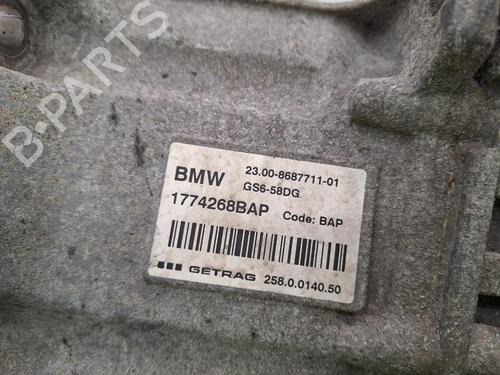 B-PARTS
BMW 23.00-8687711-01
GS6-58DG
1774268BAP Code: BAP
GETRAG 258.0.0140.50